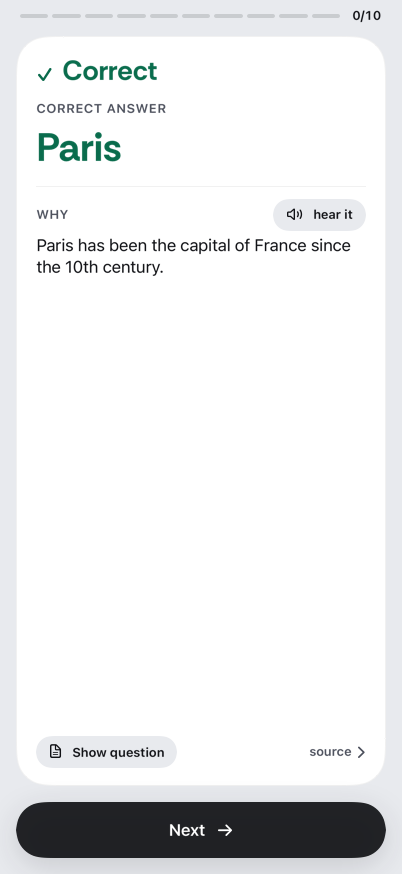 0/10
Correct
CORRECT ANSWER
Paris
WHY
hear it
Paris has been the capital of France since
the 10th century.
Show question
source
Next